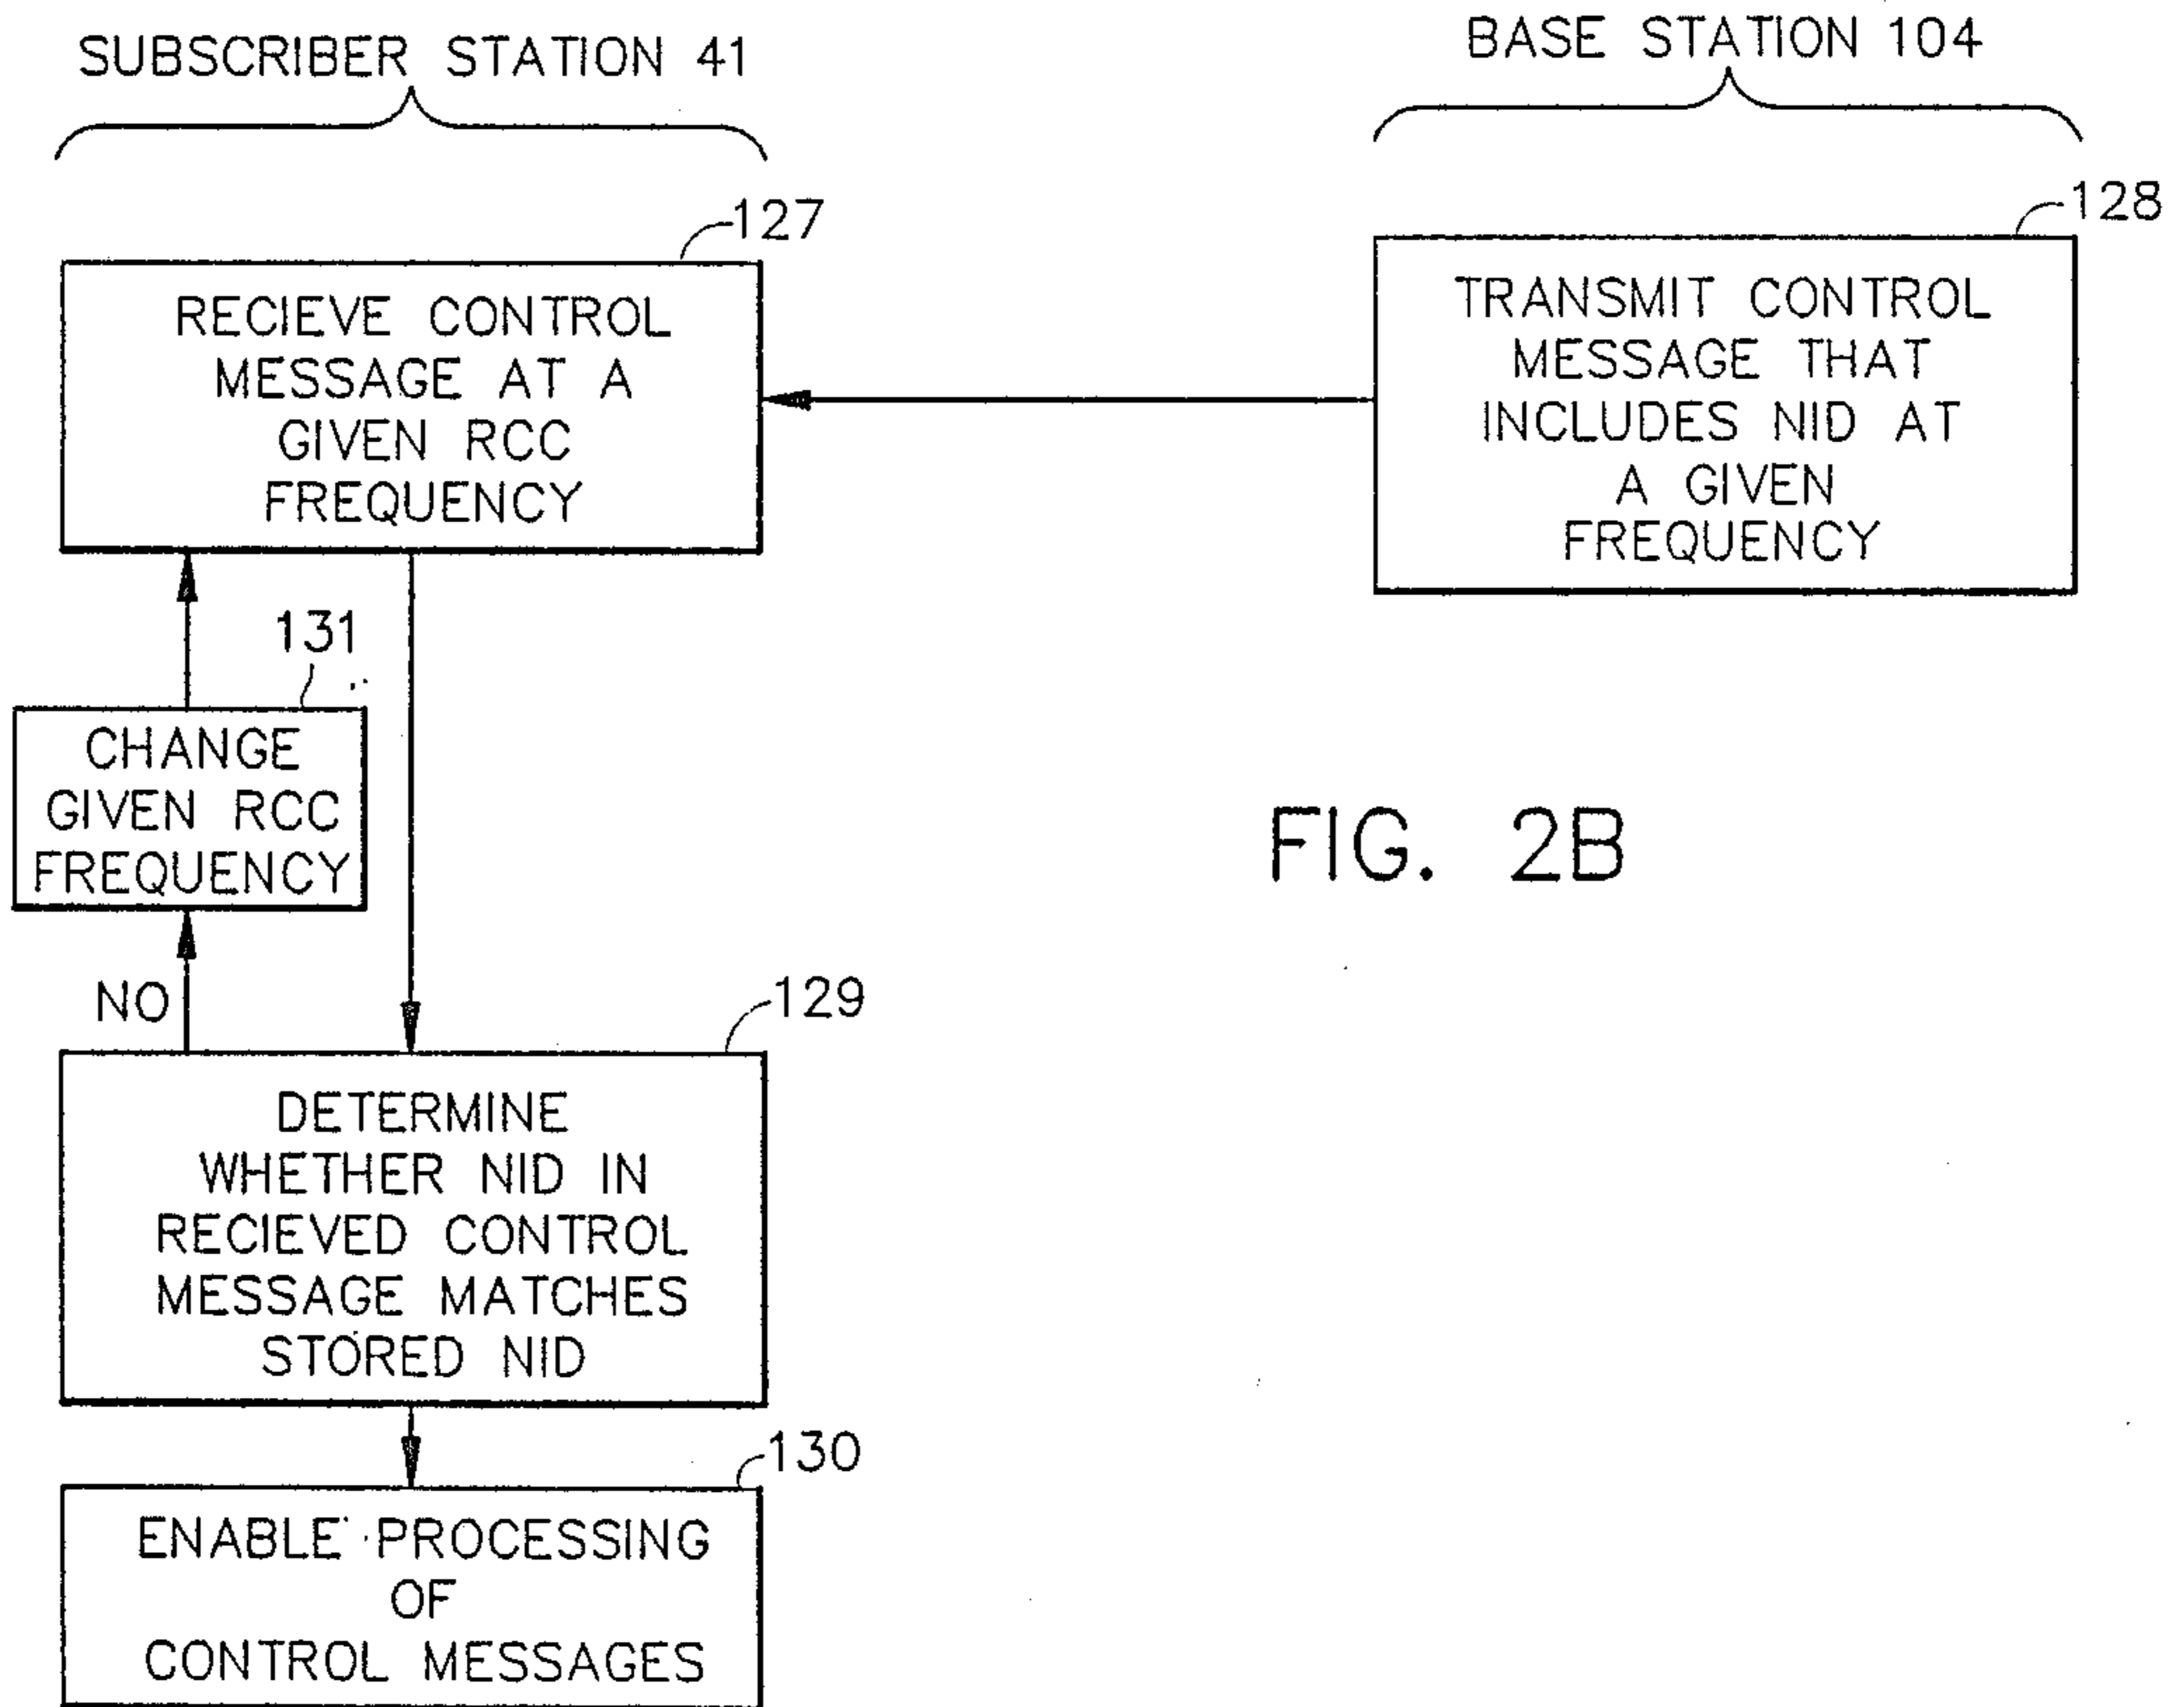 SUBSCRIBER STATION 41
BASE STATION 104
127
RECIEVE CONTROL
MESSAGE AT A
GIVEN RCC
FREQUENCY
128
TRANSMIT CONTROL
MESSAGE THAT
INCLUDES NID AT
A GIVEN
FREQUENCY
131
CHANGE
GIVEN RCC
FREQUENCY
NO
FIG. 2B
129
DETERMINE
WHETHER NID IN
RECIEVED CONTROL
MESSAGE MATCHES
STORED NID
130
ENABLE PROCESSING
OF
CONTROL MESSAGES